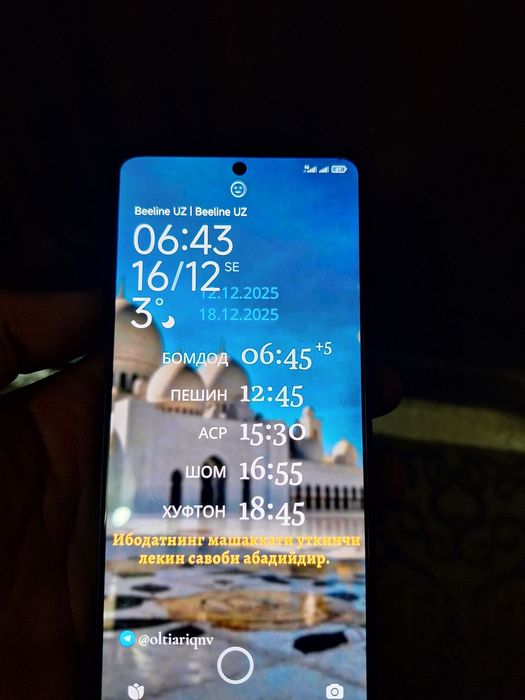 Beeline UZ | Beeline UZ
06:43
16/12 SE
12.12.2025
3°
18.12.2025
БОМДОД 06:45 +5
ПЕШИН 12:45
АСР 15:30
ШОМ 16:55
ХУФТОН 18:45
Ибодатнинг машаккати уткинчи
лекин савоби абадийдир.
@oltiariqnv